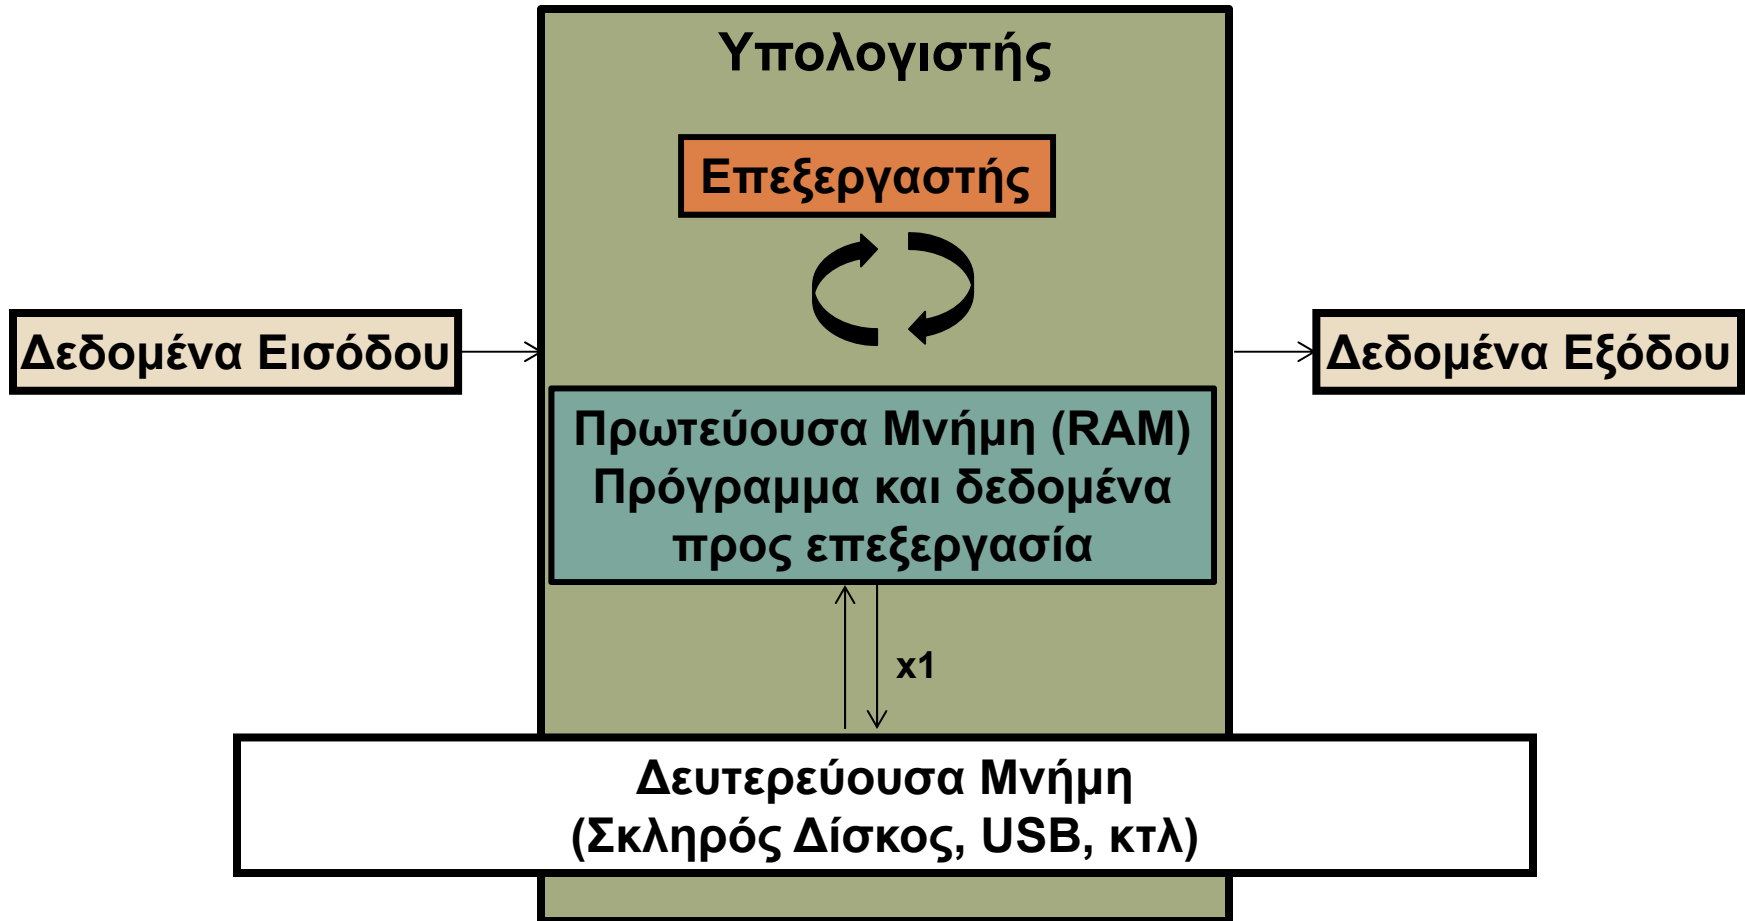 Υπολογιστής
Επεξεργαστής
Δεδομένα Εισόδου
Δεδομένα Εξόδου
Πρωτεύουσα Μνήμη (RAM)
Πρόγραμμα και δεδομένα
προς επεξεργασία
x1
Δευτερεύουσα Μνήμη
(Σκληρός Δίσκος, USB, κτλ)